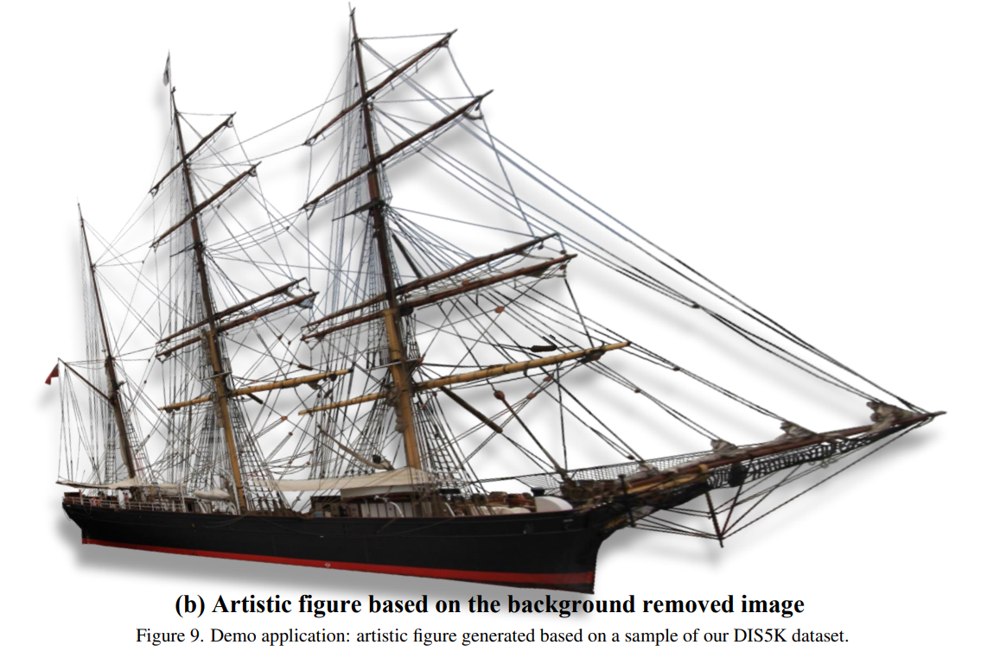 (b) Artistic figure based on the background removed image
Figure 9. Demo application: artistic figure generated based on a sample of our DIS5K dataset.